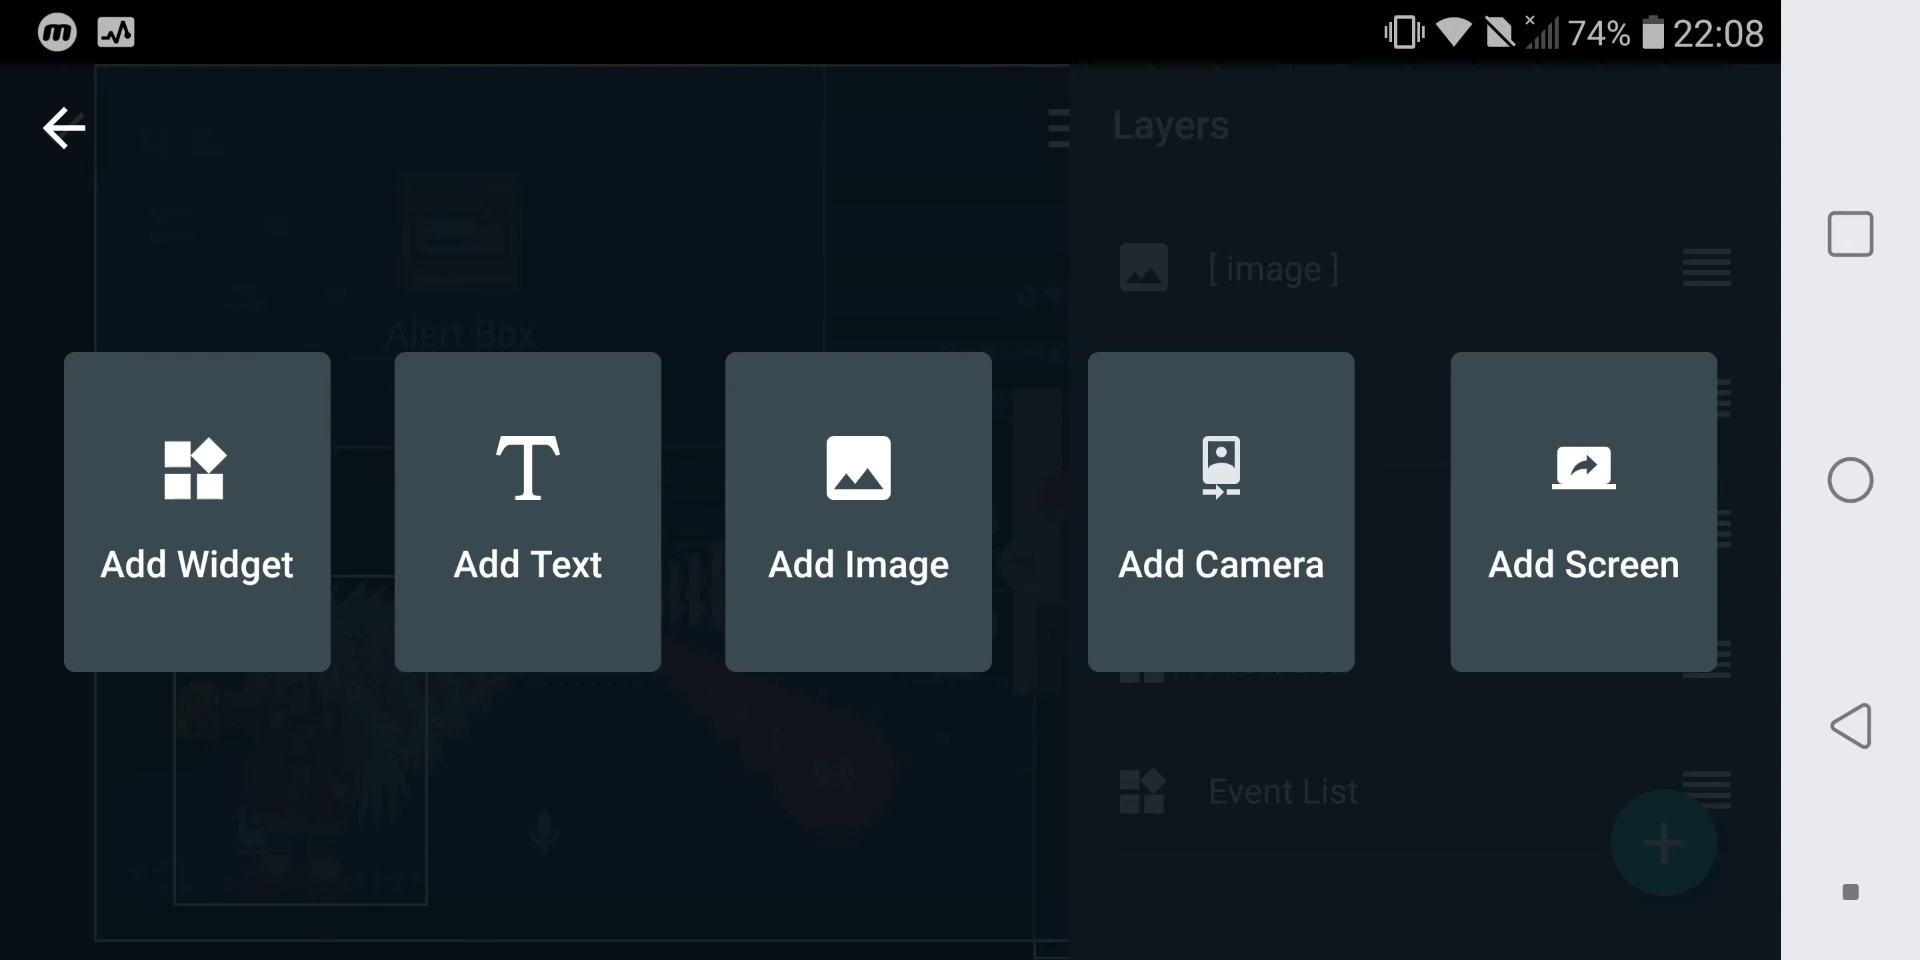 74% 22:08
Layers
[ image ]
Alert Box
Add Widget
Add Text
Add Image
Add Camera
Add Screen
Event List